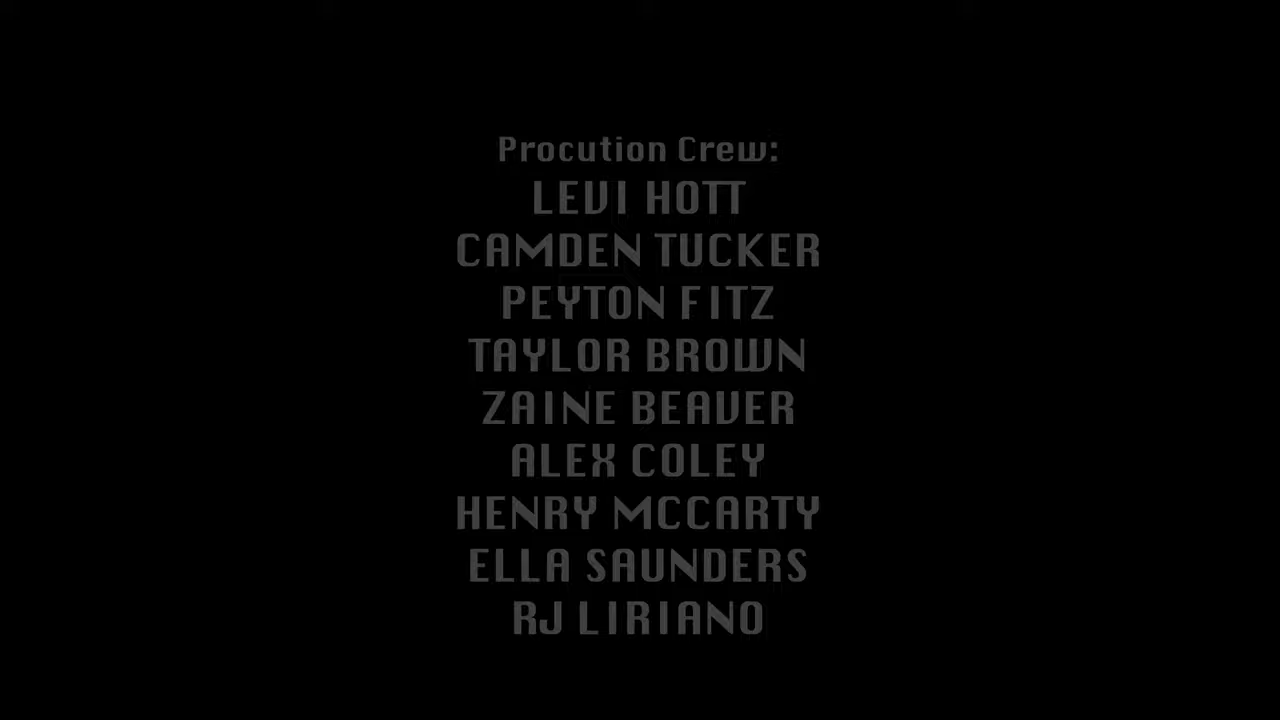 Procution Crew:
LEVI HOTT
CAMDEN TUCKER
PEYTON FITZ
TAYLOR BROWN
ZAINE BEAVER
ALEX COLEY
HENRY MCCARTY
ELLA SAUNDERS
RJ LIRIANO